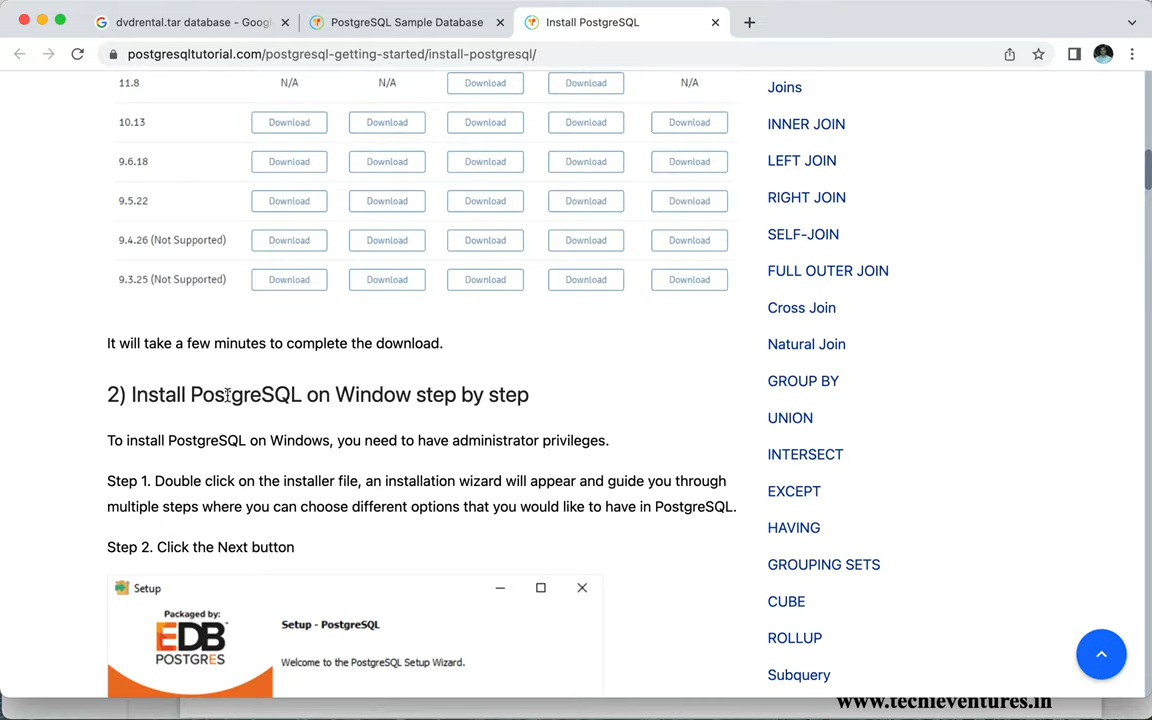 dvdrental.tar database - Goog
PostgreSQL Sample Database
Install PostgreSQL
postgresqltutorial.com/postgresql-getting-started/install-postgresql/
11.8 N/A N/A Download Download N/A
10.13 Download Download Download Download Download
9.6.18 Download Download Download Download Download
9.5.22 Download Download Download Download Download
9.4.26 (Not Supported) Download Download Download Download Download
9.3.25 (Not Supported) Download Download Download Download Download
It will take a few minutes to complete the download.
2) Install PostgreSQL on Window step by step
To install PostgreSQL on Windows, you need to have administrator privileges.
Step 1. Double click on the installer file, an installation wizard will appear and guide you through
multiple steps where you can choose different options that you would like to have in PostgreSQL.
Step 2. Click the Next button
Setup
Packaged by:
EDB
POSTGRES
Setup - PostgreSQL
Welcome to the PostgreSQL Setup Wizard.
Joins
INNER JOIN
LEFT JOIN
RIGHT JOIN
SELF-JOIN
FULL OUTER JOIN
Cross Join
Natural Join
GROUP BY
UNION
INTERSECT
EXCEPT
HAVING
GROUPING SETS
CUBE
ROLLUP
Subquery
www.techieventures.in